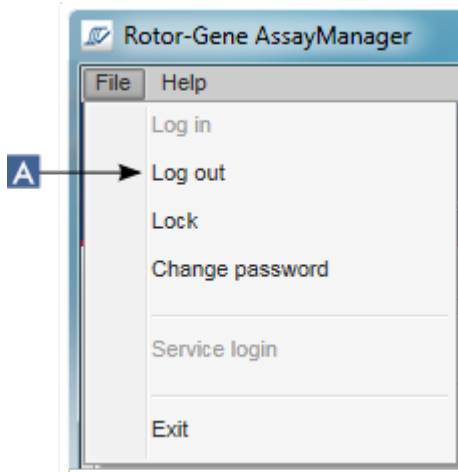 Rotor-Gene AssayManager
File Help
Log in
A Log out
Lock
Change password
Service login
Exit